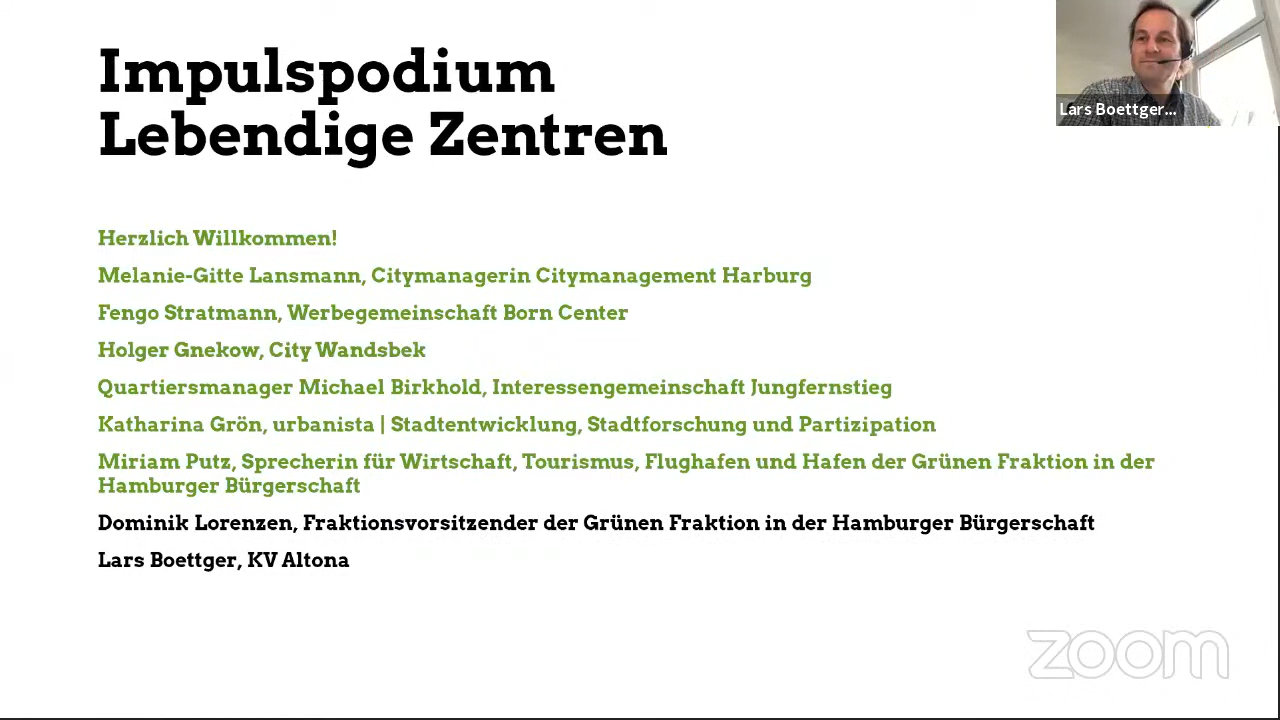 Impulspodium
Lebendige Zentren
Lars Boettger...
Herzlich Willkommen!
Melanie-Gitte Lansmann, Citymanagerin Citymanagement Harburg
Fengo Stratmann, Werbegemeinschaft Born Center
Holger Gnekow, City Wandsbek
Quartiersmanager Michael Birkhold, Interessengemeinschaft Jungfernstieg
Katharina Grön, urbanista | Stadtentwicklung, Stadtforschung und Partizipation
Miriam Putz, Sprecherin für Wirtschaft, Tourismus, Flughafen und Hafen der Grünen Fraktion in der
Hamburger Bürgerschaft
Dominik Lorenzen, Fraktionsvorsitzender der Grünen Fraktion in der Hamburger Bürgerschaft
Lars Boettger, KV Altona
zoom